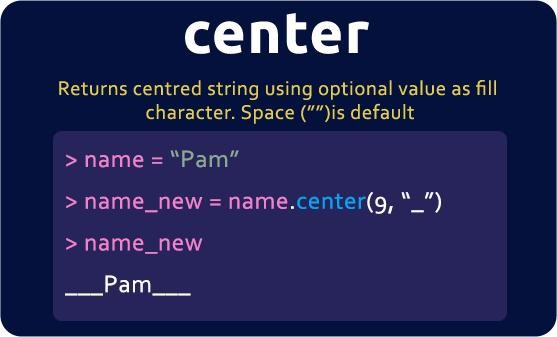 center
Returns centred string using optional value as fill
character. Space (””)is default
> name = “Pam”
> name_new = name.center(9, “_”)
> name_new
___Pam___